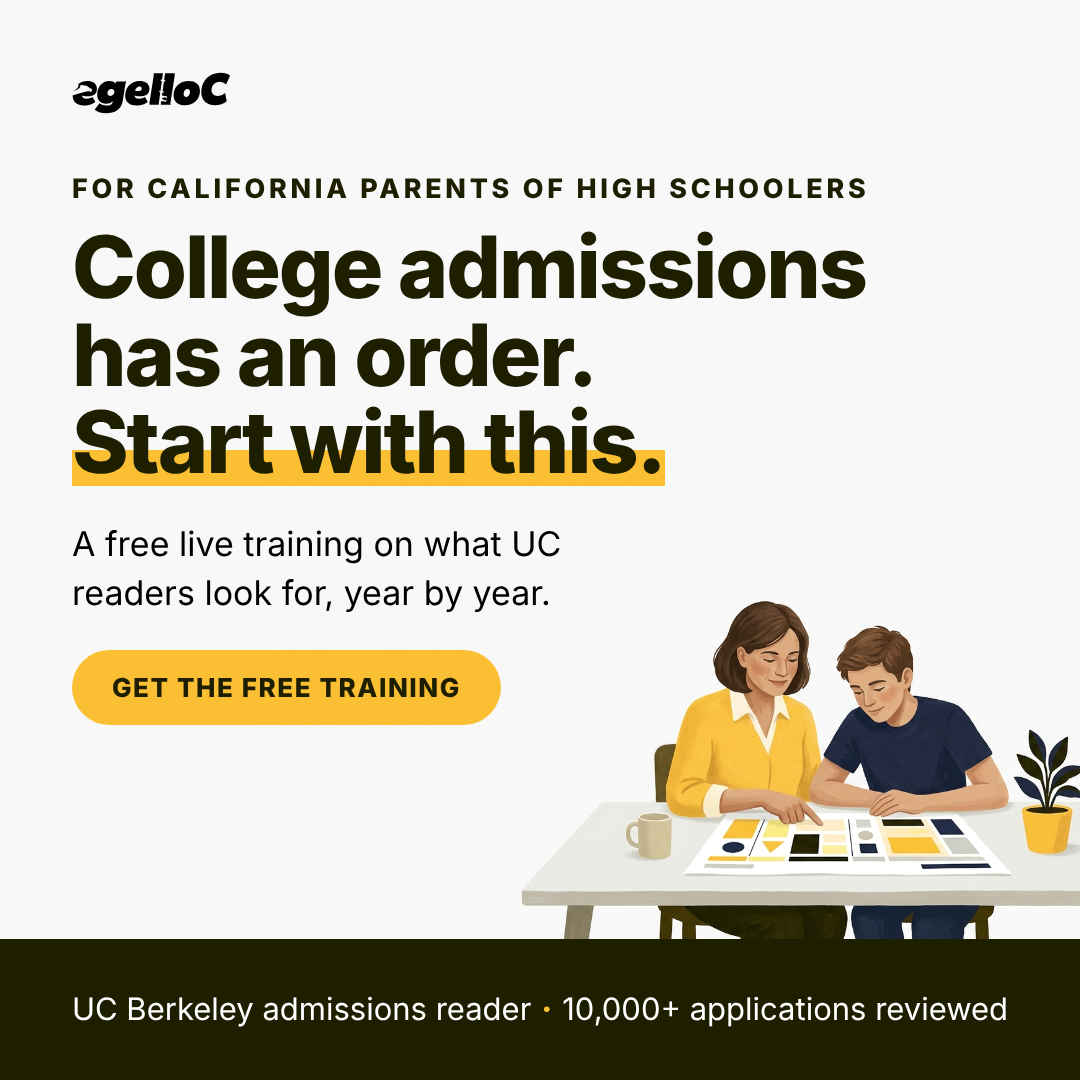 egelloC
FOR CALIFORNIA PARENTS OF HIGH SCHOOLERS
College admissions
has an order.
Start with this.
A free live training on what UC
readers look for, year by year.
GET THE FREE TRAINING
UC Berkeley admissions reader · 10,000+ applications reviewed